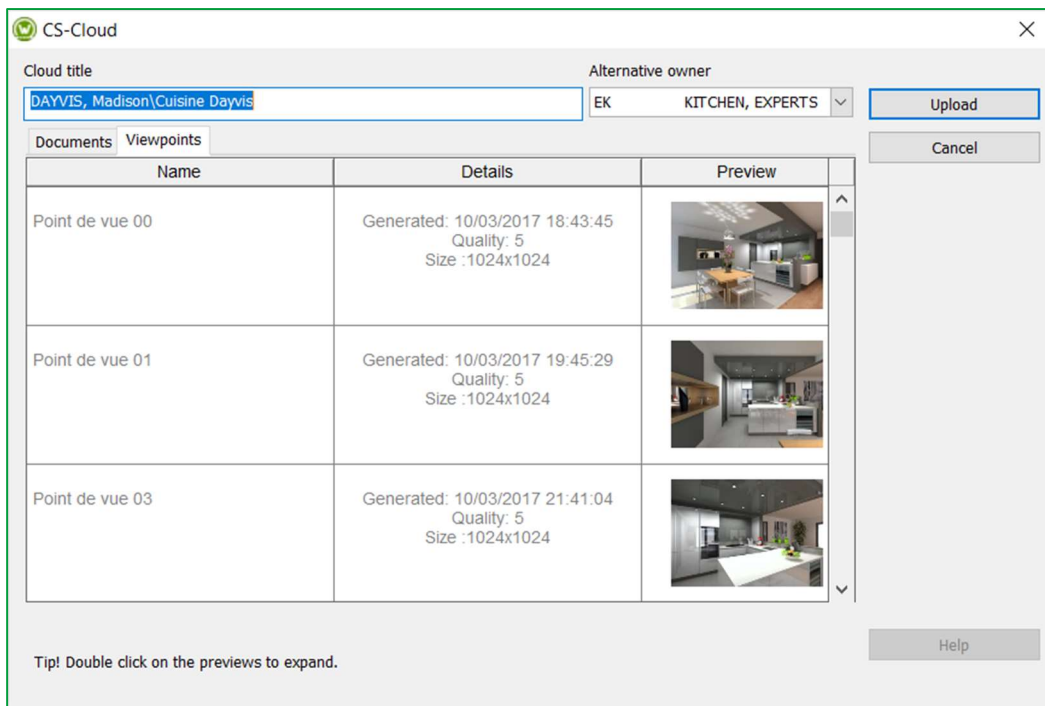 CS-Cloud
Cloud title
Alternative owner
DAYVIS, Madison\Cuisine Dayvis
EK KITCHEN, EXPERTS
Upload
Cancel
Documents Viewpoints
Name Details Preview
Point de vue 00
Generated: 10/03/2017 18:43:45
Quality: 5
Size :1024x1024
Point de vue 01
Generated: 10/03/2017 19:45:29
Quality: 5
Size :1024x1024
Point de vue 03
Generated: 10/03/2017 21:41:04
Quality: 5
Size :1024x1024
Help
Tip! Double click on the previews to expand.